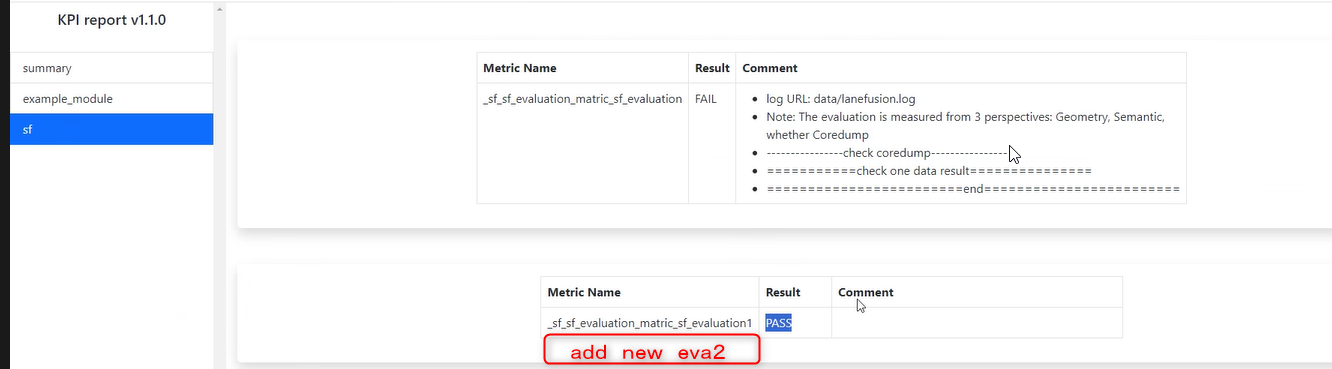 KPI report v1.1.0
summary
example_module
sf
Metric Name Result Comment
_sf_sf_evaluation_matric_sf_evaluation FAIL
log URL: data/lanefusion.log
Note: The evaluation is measured from 3 perspectives: Geometry, Semantic,
whether Coredump
----------------check coredump----------------
===========check one data result===============
========================end========================
Metric Name Result Comment
_sf_sf_evaluation_matric_sf_evaluation1 PASS
add new eva2